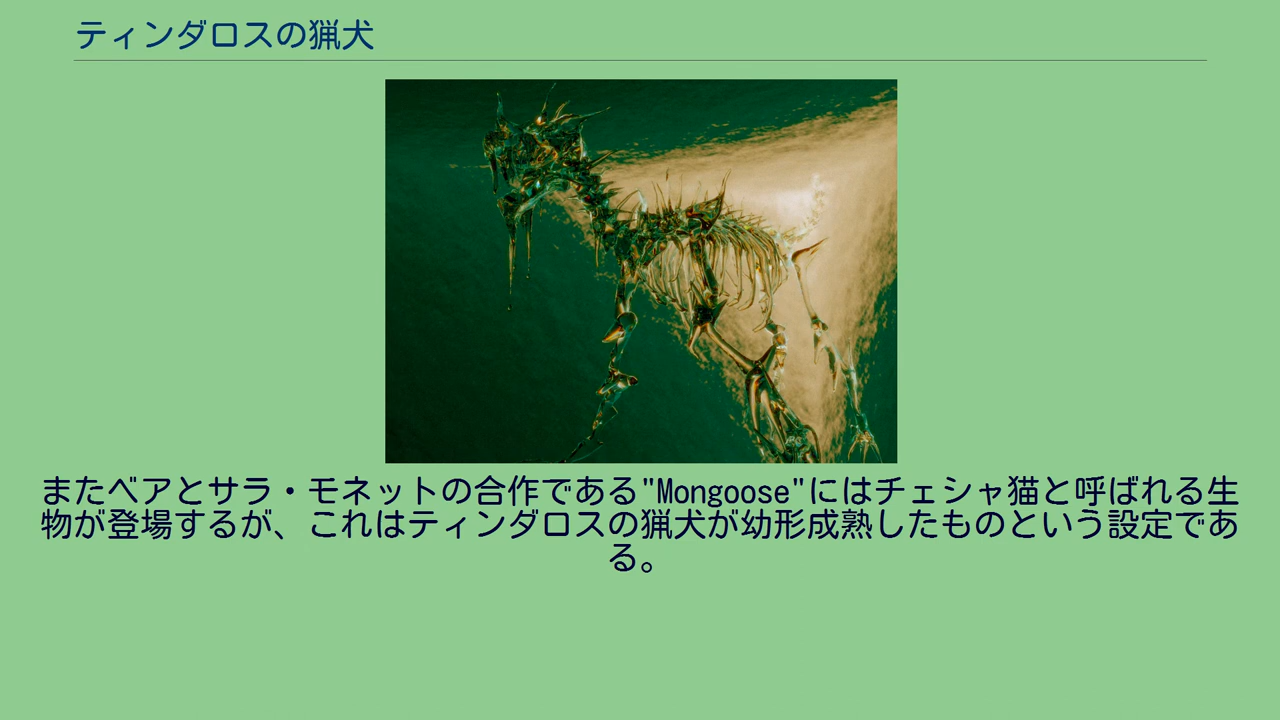 ティンダロスの猟犬
またベアとサラ・モネットの合作である"Mongoose"にはチェシャ猫と呼ばれる生
物が登場するが、これはティンダロスの猟犬が幼形成熟したものという設定であ
る。